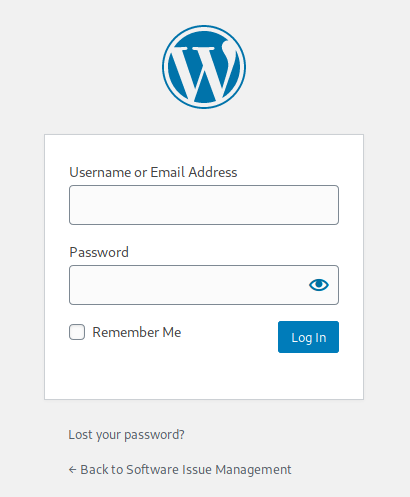 Username or Email Address
Password
Remember Me
Log In
Lost your password?
← Back to Software Issue Management